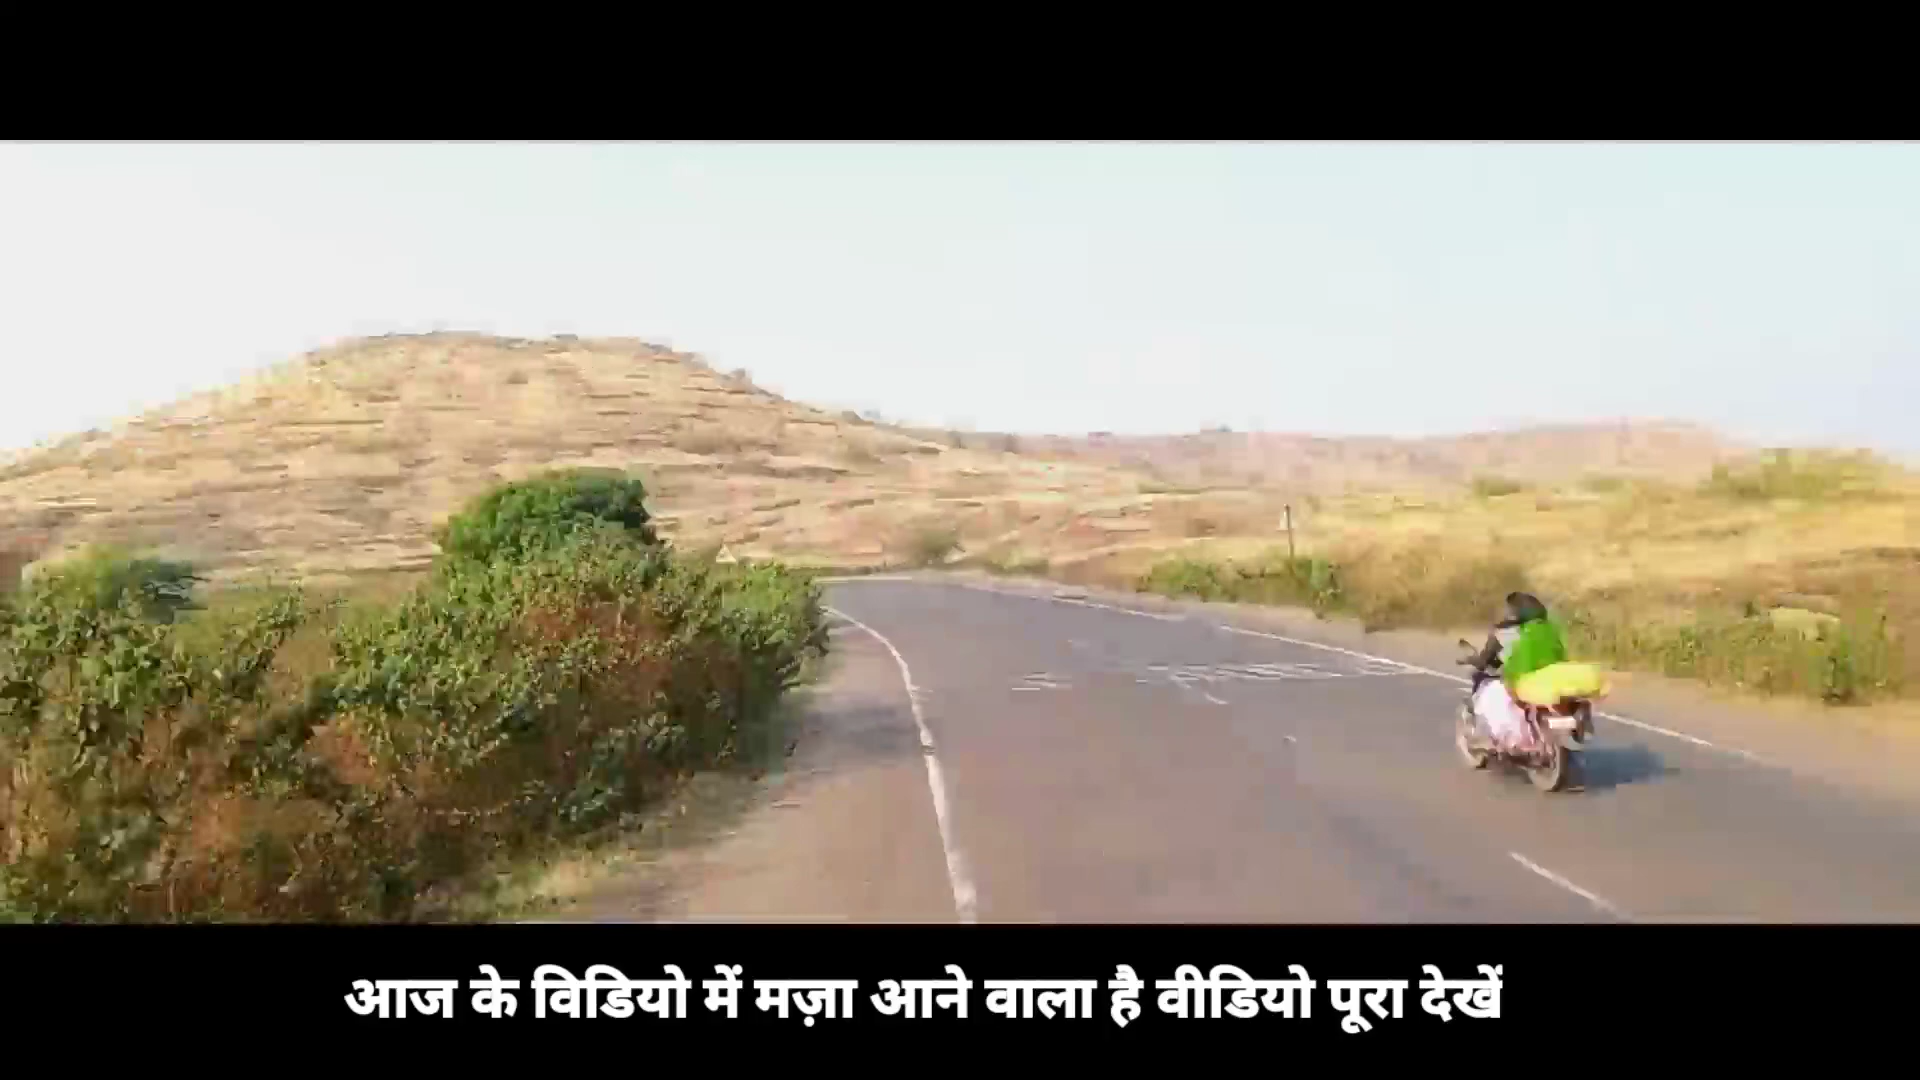 आज के विडियो में मज़ा आने वाला है वीडियो पूरा देखें